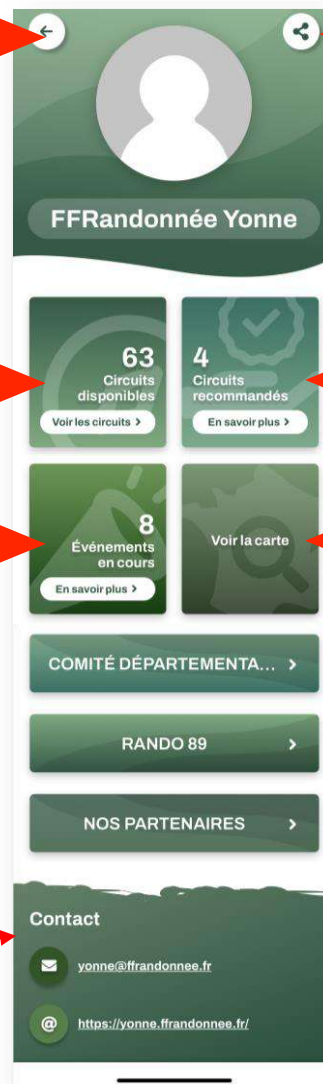 FFRandonnée Yonne
63
Circuits
disponibles
Voir les circuits >
4
Circuits
recommandés
En savoir plus >
8
Événements
en cours
En savoir plus >
Voir la carte
COMITÉ DÉPARTEMENTA... >
RANDO 89 >
NOS PARTENAIRES >
Contact
yonne@ffrandonnee.fr
@ https://yonne.ffrandonnee.fr/